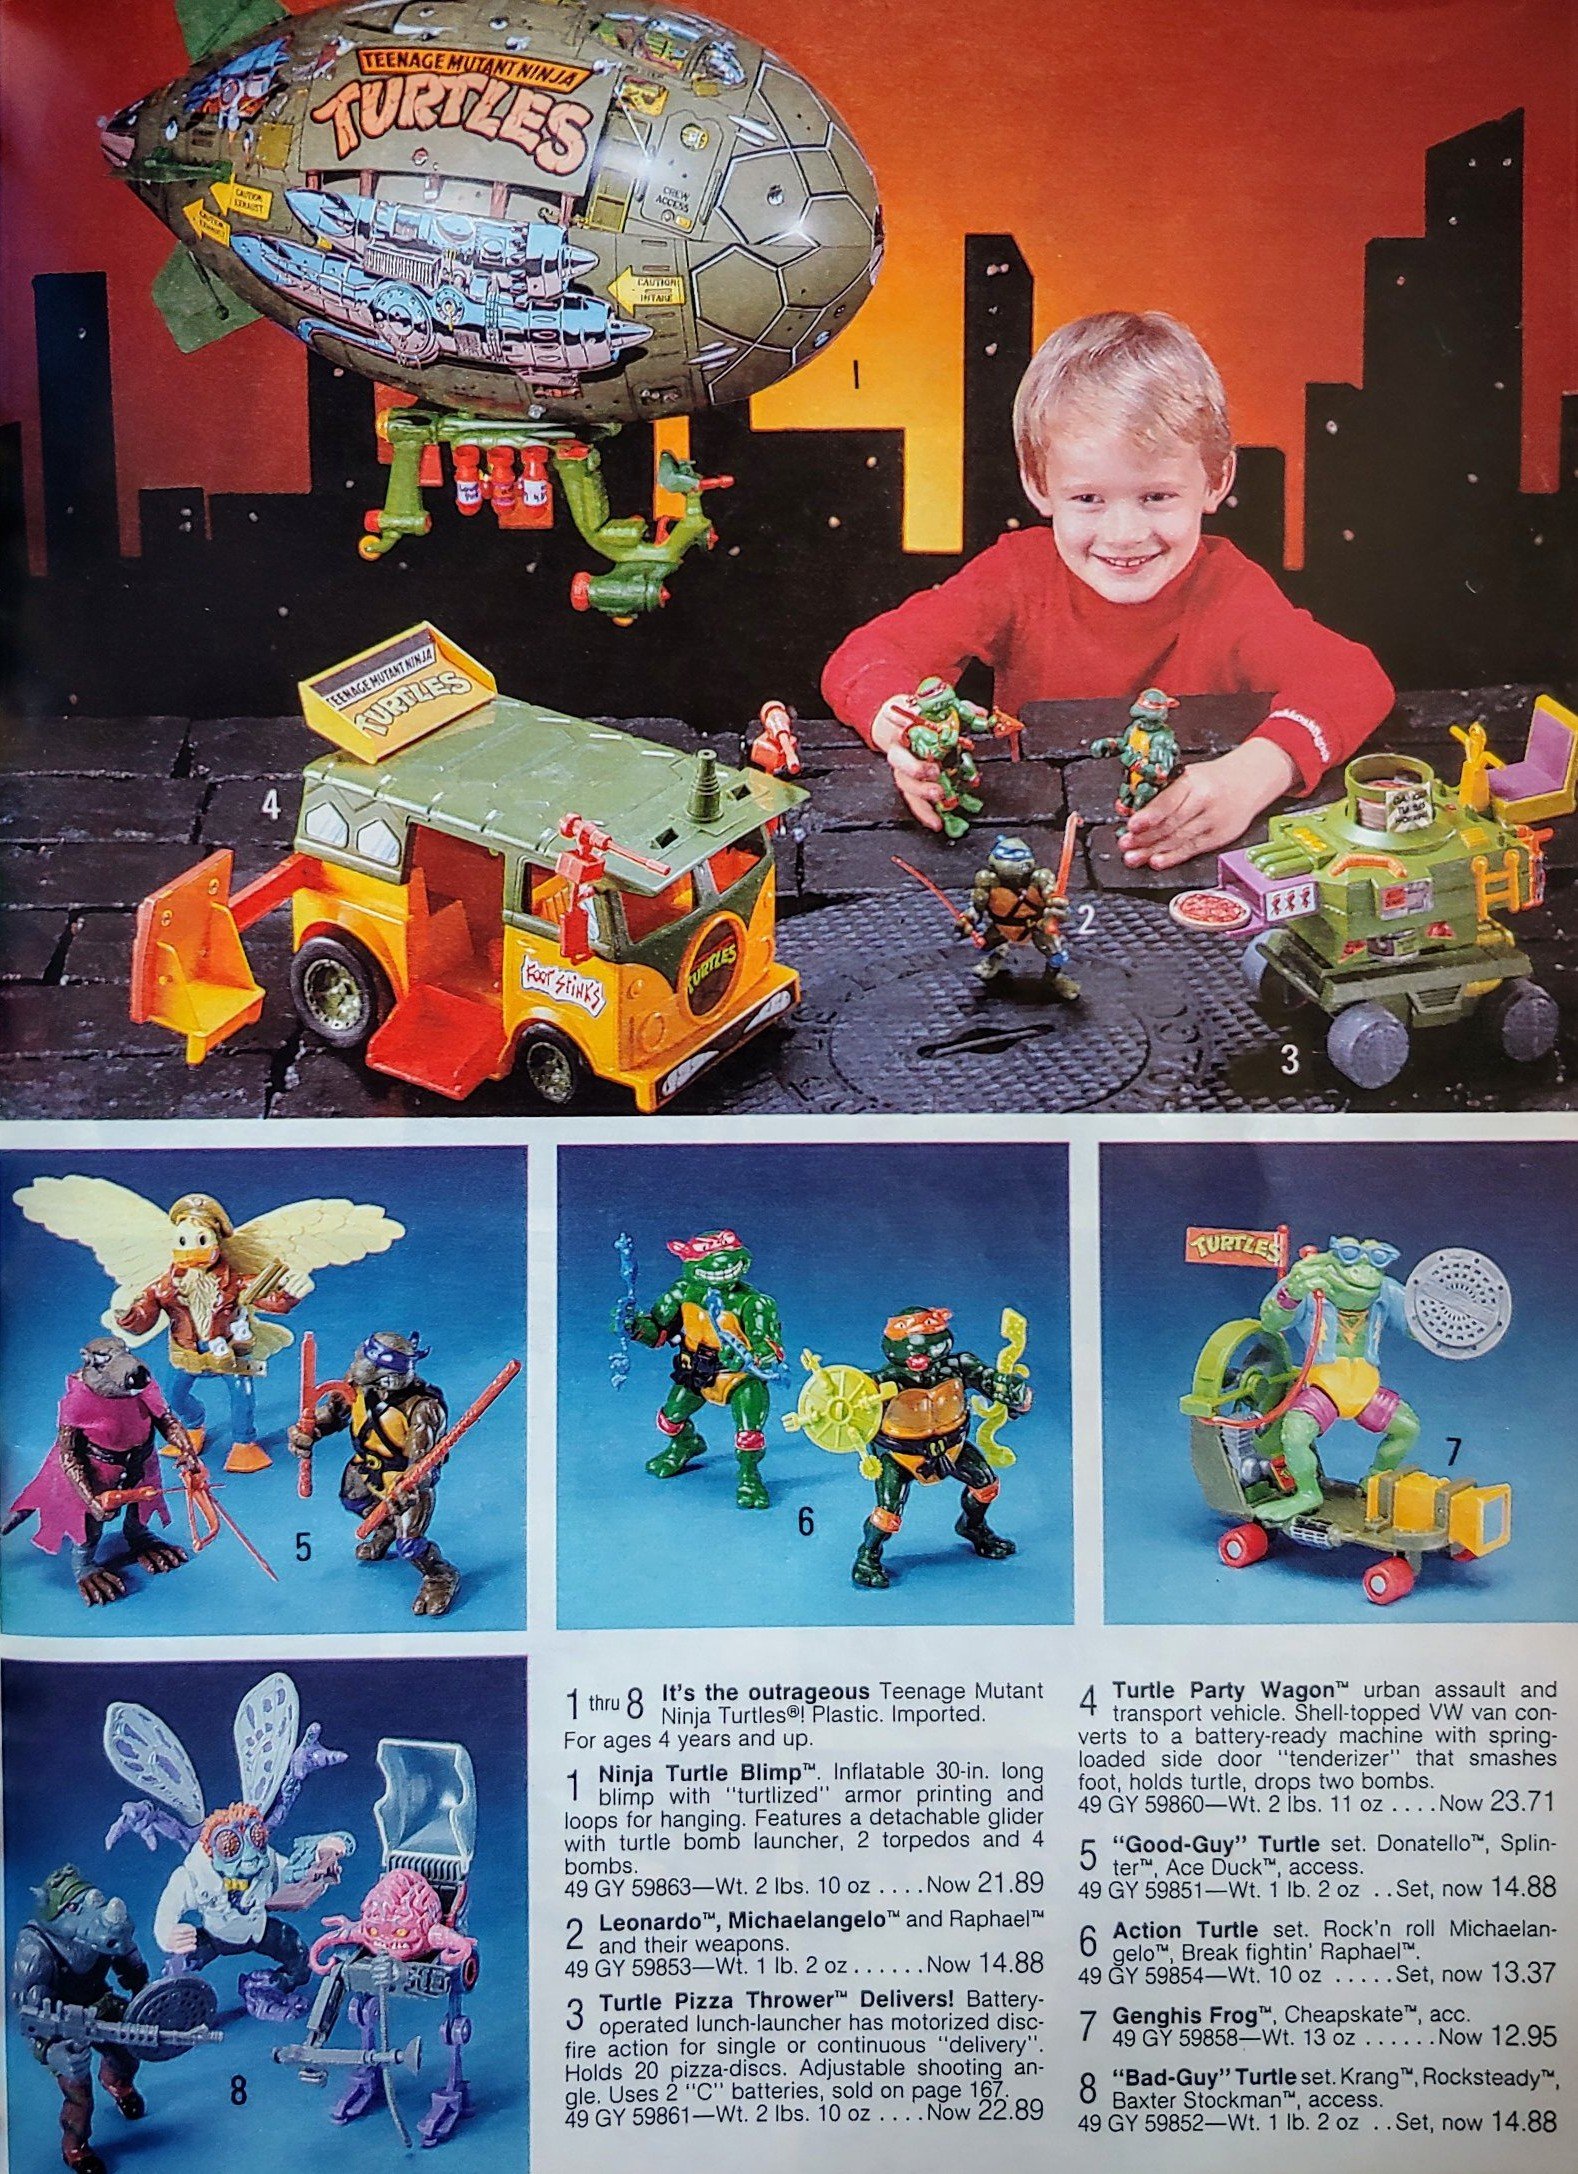 TEENAGE MUTANT NINJA
TURTLES
CAUTION
EXHAUST
CAUTION
EXHAUST
CREW
ACCESS
CAUTION
INTAKE
1
TEENAGE MUTANT NINJA
TURTLES
4
2
FOOT STINKS
TURTLES
3
TURTLES
5
6
7
8
1 thru 8 It's the outrageous Teenage Mutant
Ninja Turtles®! Plastic. Imported.
For ages 4 years and up.
1 Ninja Turtle Blimp™. Inflatable 30-in. long
blimp with "turtlized" armor printing and
loops for hanging. Features a detachable glider
with turtle bomb launcher, 2 torpedos and 4
bombs.
49 GY 59863—Wt. 2 lbs. 10 oz ....Now 21.89
2 Leonardo™, Michaelangelo™ and Raphael™
and their weapons.
49 GY 59853—Wt. 1 lb. 2 oz......Now 14.88
3 Turtle Pizza Thrower™ Delivers! Battery-
operated lunch-launcher has motorized disc-
fire action for single or continuous "delivery".
Holds 20 pizza-discs. Adjustable shooting an-
gle. Uses 2 "C" batteries, sold on page 167.
49 GY 59861—Wt. 2 lbs. 10 oz ....Now 22.89
4 Turtle Party Wagon™ urban assault and
transport vehicle. Shell-topped VW van con-
verts to a battery-ready machine with spring-
loaded side door "tenderizer" that smashes
foot, holds turtle, drops two bombs.
49 GY 59860—Wt. 2 lbs. 11 oz ....Now 23.71
5 "Good-Guy" Turtle set. Donatello™, Splin-
ter™, Ace Duck™, access.
49 GY 59851—Wt. 1 lb. 2 oz ..Set, now 14.88
6 Action Turtle set. Rock'n roll Michaelan-
gelo™, Break fightin' Raphael™.
49 GY 59854—Wt. 10 oz .....Set, now 13.37
7 Genghis Frog™, Cheapskate™, acc.
49 GY 59858—Wt. 13 oz ......Now 12.95
8 "Bad-Guy" Turtle set. Krang™, Rocksteady™,
Baxter Stockman™, access.
49 GY 59852—Wt. 1 lb. 2 oz ..Set, now 14.88